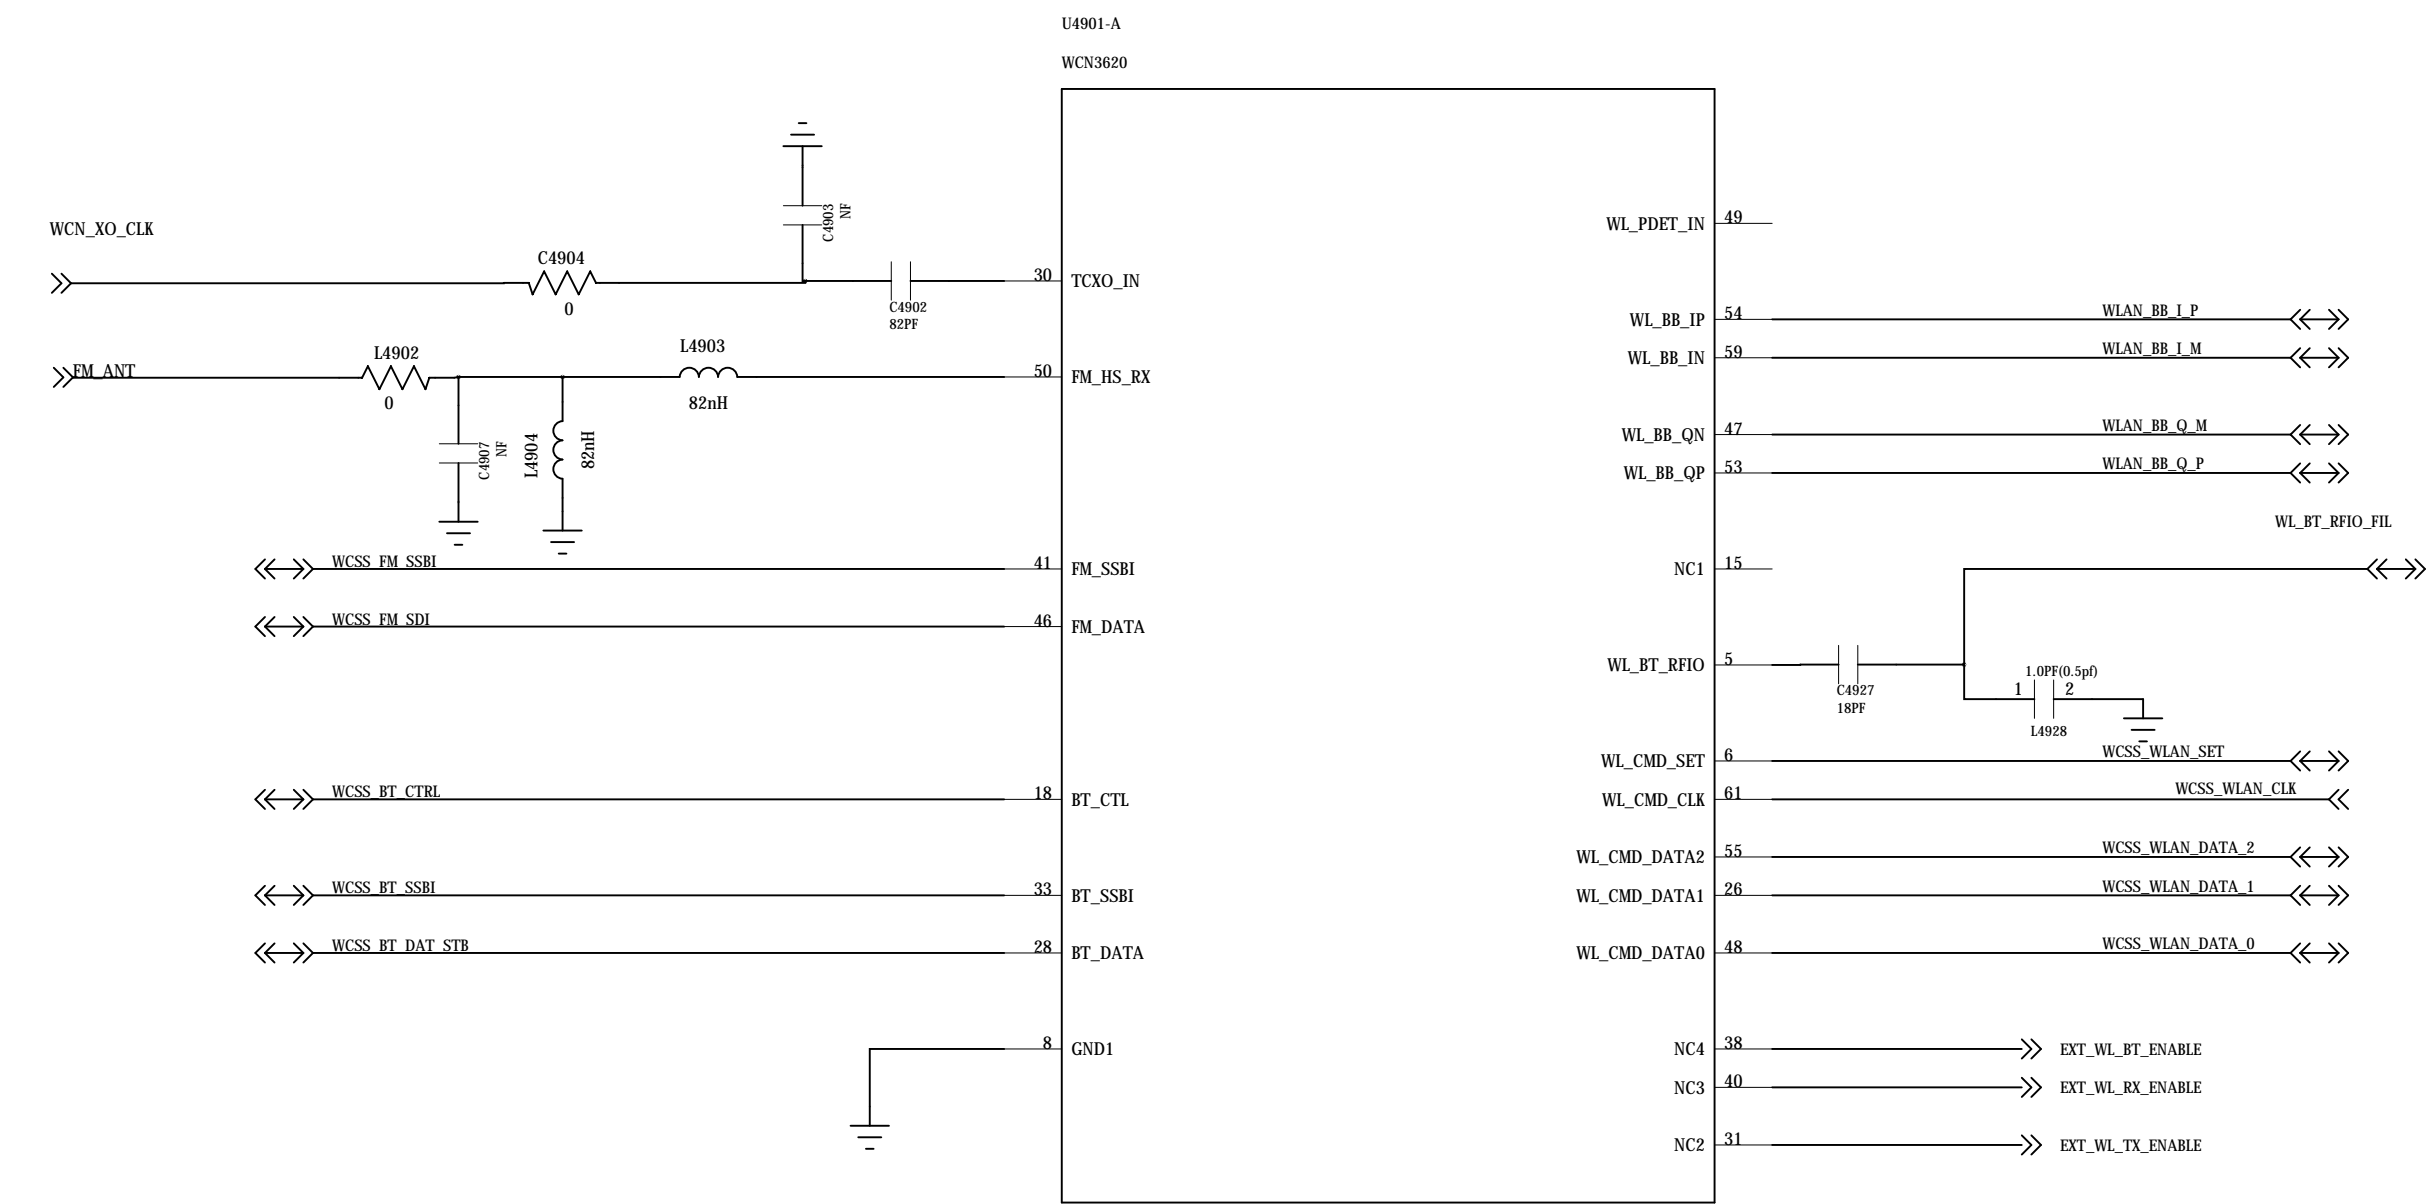 U4901-A
WCN3620
WCN_XO_CLK
C4904
0
C4903
NF
C4902
82PF
30 TCXO_IN
FM_ANT
L4902
0
L4903
82nH
50 FM_HS_RX
C4907
NF
L4904
82nH
WCSS_FM_SSBI 41 FM_SSBI
WCSS_FM_SDI 46 FM_DATA
WCSS_BT_CTRL 18 BT_CTL
WCSS_BT_SSBI 33 BT_SSBI
WCSS_BT_DAT_STB 28 BT_DATA
8 GND1
WL_PDET_IN 49
WL_BB_IP 54 WLAN_BB_I_P
WL_BB_IN 59 WLAN_BB_I_M
WL_BB_QN 47 WLAN_BB_Q_M
WL_BB_QP 53 WLAN_BB_Q_P
WL_BT_RFIO_FIL
NC1 15
WL_BT_RFIO 5
C4927
18PF
1.0PF(0.5pf)
1 2
L4928
WL_CMD_SET 6 WCSS_WLAN_SET
WL_CMD_CLK 61 WCSS_WLAN_CLK
WL_CMD_DATA2 55 WCSS_WLAN_DATA_2
WL_CMD_DATA1 26 WCSS_WLAN_DATA_1
WL_CMD_DATA0 48 WCSS_WLAN_DATA_0
NC4 38 EXT_WL_BT_ENABLE
NC3 40 EXT_WL_RX_ENABLE
NC2 31 EXT_WL_TX_ENABLE